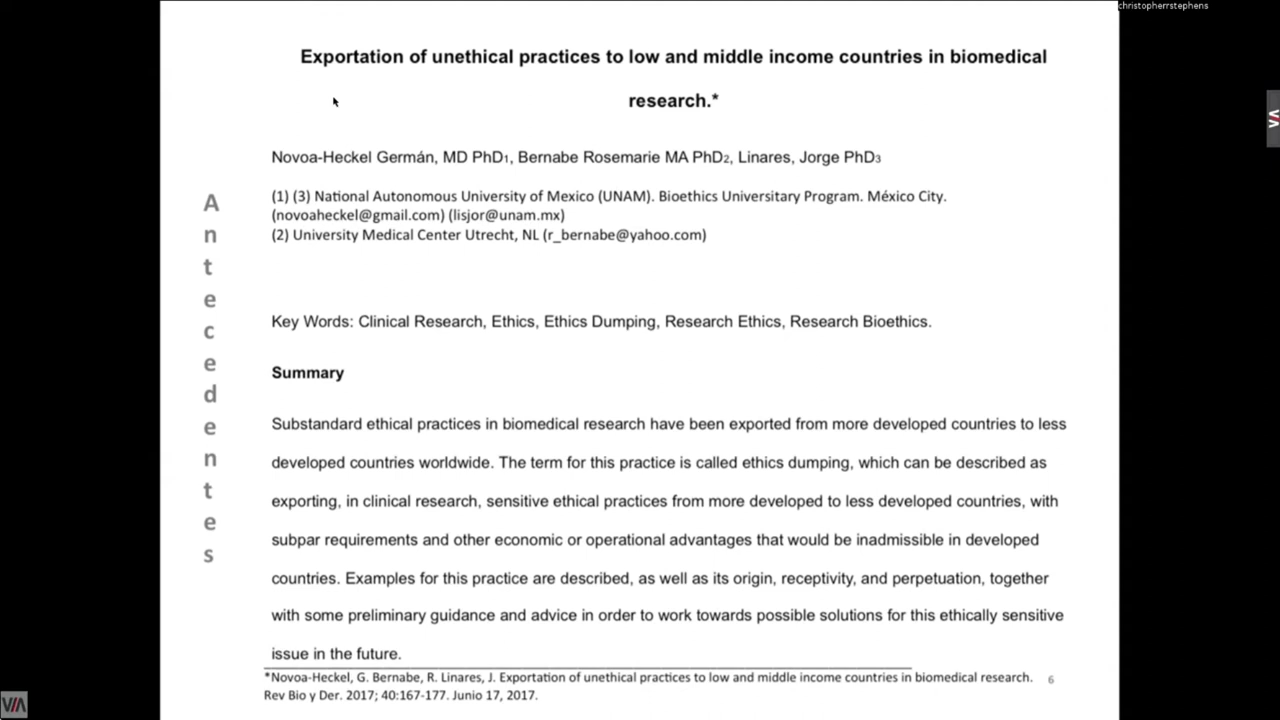 christopherrstephens
Exportation of unethical practices to low and middle income countries in biomedical
research.*
Novoa-Heckel Germán, MD PhD1, Bernabe Rosemarie MA PhD2, Linares, Jorge PhD3
(1) (3) National Autonomous University of Mexico (UNAM). Bioethics Universitary Program. México City.
(novoaheckel@gmail.com) (lisjor@unam.mx)
(2) University Medical Center Utrecht, NL (r_bernabe@yahoo.com)
Antecedentes
Key Words: Clinical Research, Ethics, Ethics Dumping, Research Ethics, Research Bioethics.
Summary
Substandard ethical practices in biomedical research have been exported from more developed countries to less
developed countries worldwide. The term for this practice is called ethics dumping, which can be described as
exporting, in clinical research, sensitive ethical practices from more developed to less developed countries, with
subpar requirements and other economic or operational advantages that would be inadmissible in developed
countries. Examples for this practice are described, as well as its origin, receptivity, and perpetuation, together
with some preliminary guidance and advice in order to work towards possible solutions for this ethically sensitive
issue in the future.
*Novoa-Heckel, G. Bernabe, R. Linares, J. Exportation of unethical practices to low and middle income countries in biomedical research.
Rev Bio y Der. 2017; 40:167-177. Junio 17, 2017.
6
VIA